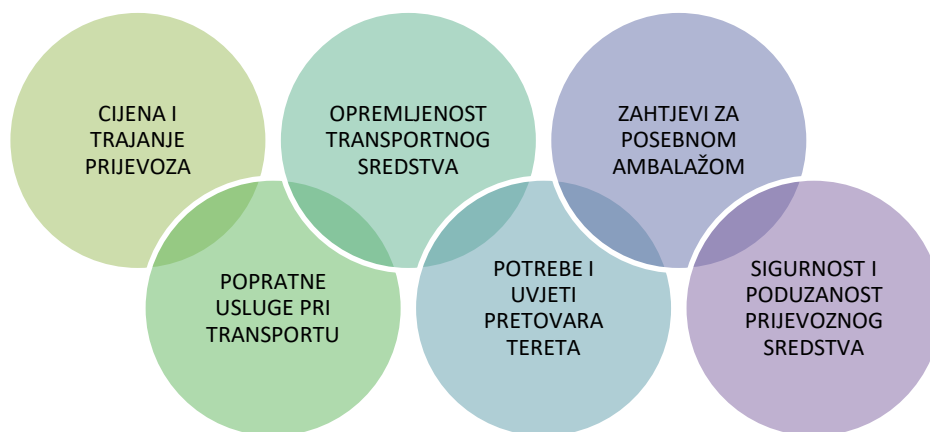 CIJENA I
TRAJANJE
PRIJEVOZA
OPREMLJENOST
TRANSPORTNOG
SREDSTVA
ZAHTJEVI ZA
POSEBNOM
AMBALAŽOM
POPRATNE
USLUGE PRI
TRANSPORTU
POTREBE I
UVJETI
PRETOVARA
TERETA
SIGURNOST I
PODUZANOST
PRIJEVOZNOG
SREDSTVA